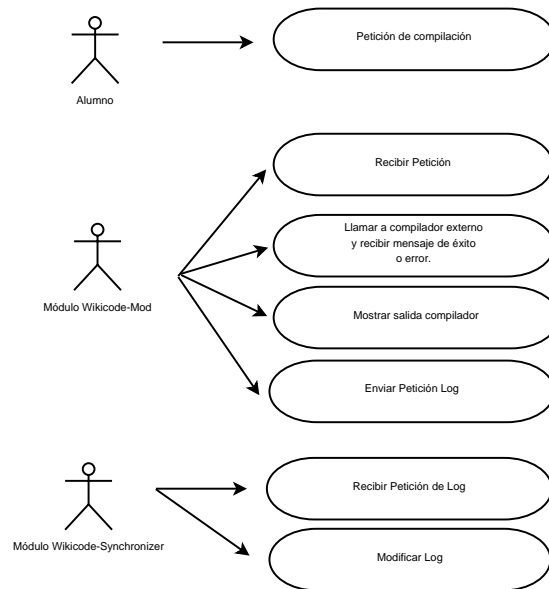 Petición de compilación
Alumno
Recibir Petición
Llamar a compilador externo
y recibir mensaje de éxito
o error.
Módulo Wikicode-Mod
Mostrar salida compilador
Enviar Petición Log
Recibir Petición de Log
Módulo Wikicode-Synchronizer
Modificar Log